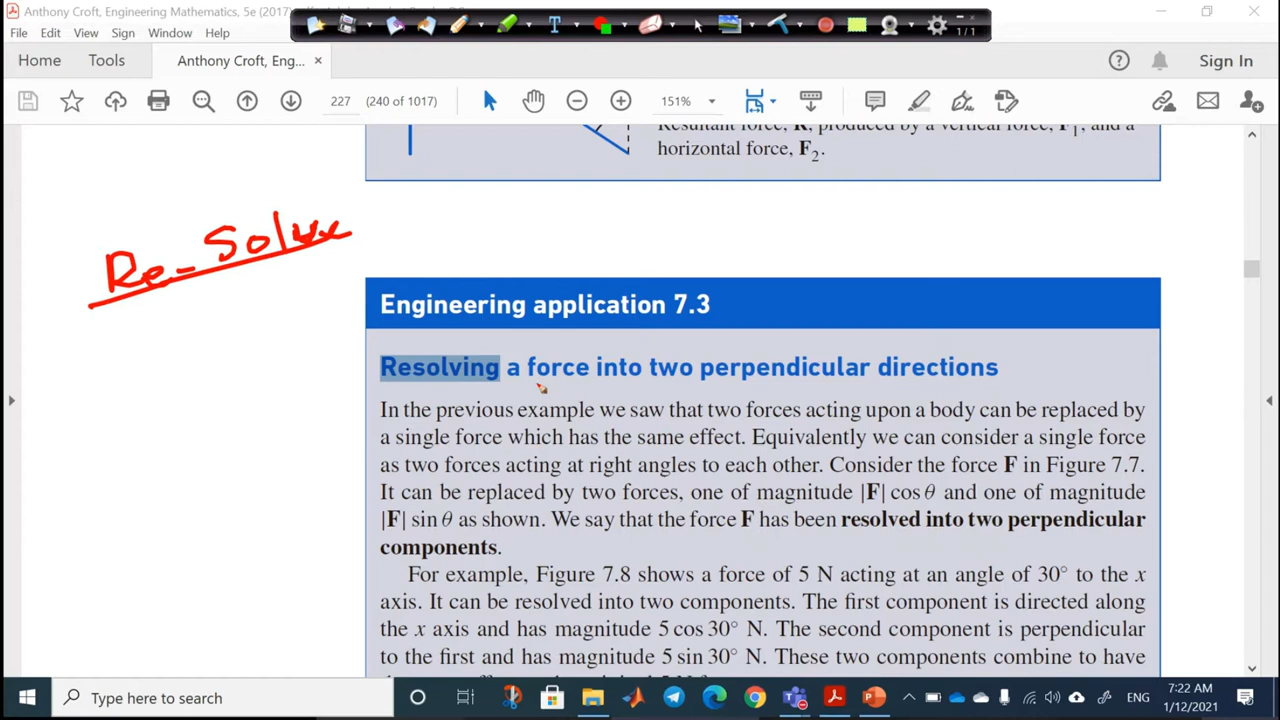 Anthony Croft, Engineering Mathematics, 5e (2017)
1/1
File Edit View Sign Window Help
Home Tools Anthony Croft, Eng... ×
Sign In
227 (240 of 1017)
151%
Resultant force, R, produced by a vertical force, F1, and a
horizontal force, F2.
Re-Solve
Engineering application 7.3
Resolving a force into two perpendicular directions
In the previous example we saw that two forces acting upon a body can be replaced by
a single force which has the same effect. Equivalently we can consider a single force
as two forces acting at right angles to each other. Consider the force F in Figure 7.7.
It can be replaced by two forces, one of magnitude |F| cos θ and one of magnitude
|F| sin θ as shown. We say that the force F has been resolved into two perpendicular
components.
For example, Figure 7.8 shows a force of 5 N acting at an angle of 30° to the x
axis. It can be resolved into two components. The first component is directed along
the x axis and has magnitude 5 cos 30° N. The second component is perpendicular
to the first and has magnitude 5 sin 30° N. These two components combine to have
Type here to search
ENG
7:22 AM
1/12/2021